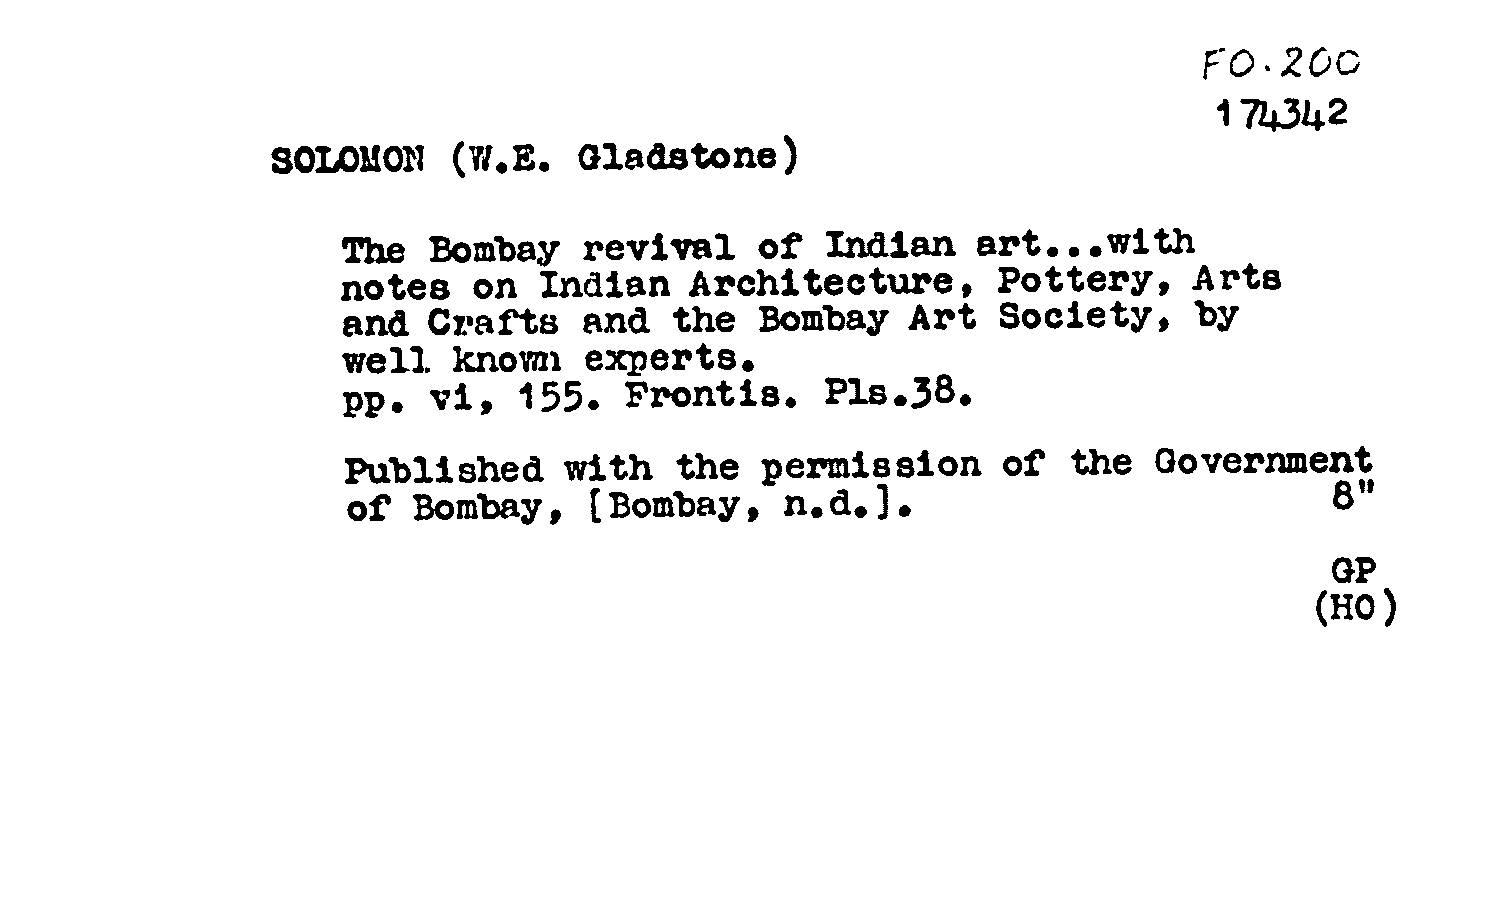 FO.200
174342
SOLOMON (W.E. Gladstone)
The Bombay revival of Indian art...with
notes on Indian Architecture, Pottery, Arts
and Crafts and the Bombay Art Society, by
well known experts.
pp. vi, 155. Frontis. Pls.38.
Published with the permission of the Government
of Bombay, [Bombay, n.d.]. 8"
GP
(HO)